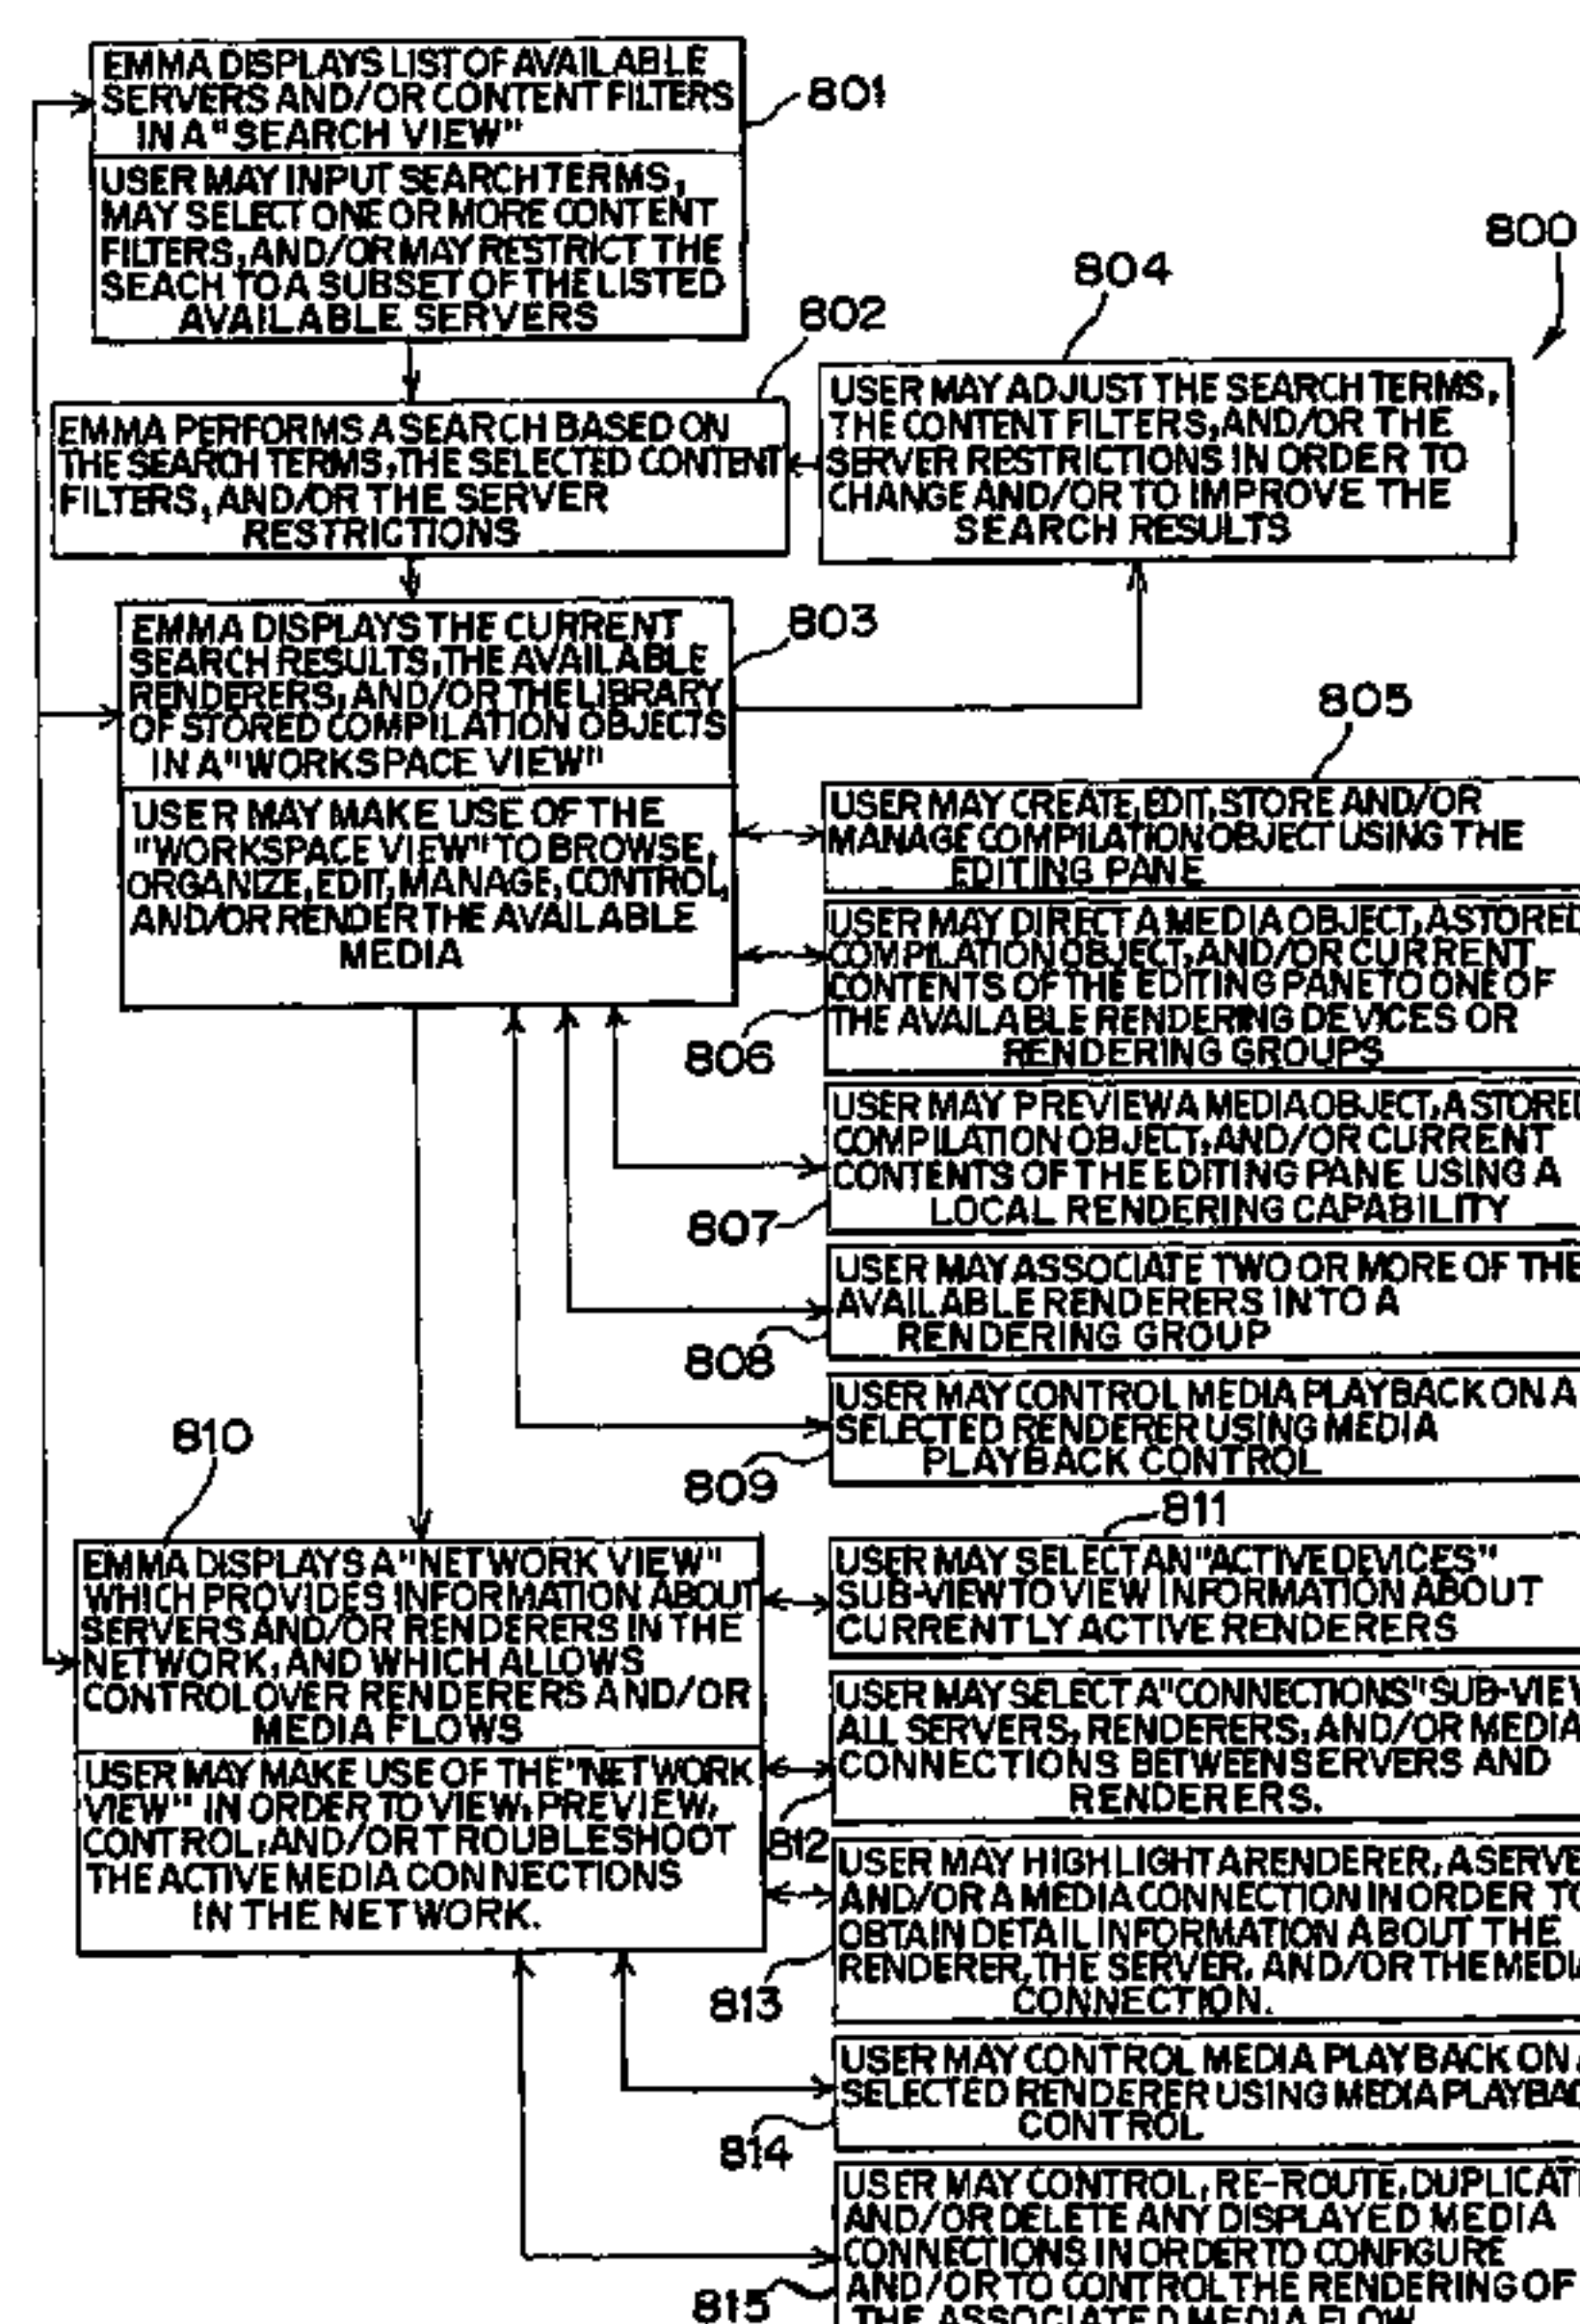 EMMA DISPLAYS LIST OF AVAILABLE
SERVERS AND/OR CONTENT FILTERS
IN A "SEARCH VIEW"
801
USER MAY INPUT SEARCH TERMS,
MAY SELECT ONE OR MORE CONTENT
FILTERS, AND/OR MAY RESTRICT THE
SEACH TO A SUBSET OF THE LISTED
AVAILABLE SERVERS
800
802
EMMA PERFORMS A SEARCH BASED ON
THE SEARCH TERMS, THE SELECTED CONTENT
FILTERS, AND/OR THE SERVER
RESTRICTIONS
804
USER MAY ADJUST THE SEARCH TERMS,
THE CONTENT FILTERS, AND/OR THE
SERVER RESTRICTIONS IN ORDER TO
CHANGE AND/OR TO IMPROVE THE
SEARCH RESULTS
803
EMMA DISPLAYS THE CURRENT
SEARCH RESULTS, THE AVAILABLE
RENDERERS, AND/OR THE LIBRARY
OF STORED COMPILATION OBJECTS
IN A "WORKSPACE VIEW"
USER MAY MAKE USE OF THE
"WORKSPACE VIEW" TO BROWSE,
ORGANIZE, EDIT, MANAGE, CONTROL,
AND/OR RENDER THE AVAILABLE
MEDIA
805
USER MAY CREATE, EDIT, STORE AND/OR
MANAGE COMPILATION OBJECT USING THE
EDITING PANE
USER MAY DIRECT A MEDIA OBJECT, A STORED
COMPILATION OBJECT, AND/OR CURRENT
CONTENTS OF THE EDITING PANE TO ONE OF
THE AVAILABLE RENDERING DEVICES OR
RENDERING GROUPS
806
USER MAY PREVIEW A MEDIA OBJECT, A STORED
COMPILATION OBJECT, AND/OR CURRENT
CONTENTS OF THE EDITING PANE USING A
LOCAL RENDERING CAPABILITY
807
USER MAY ASSOCIATE TWO OR MORE OF THE
AVAILABLE RENDERERS INTO A
RENDERING GROUP
808
USER MAY CONTROL MEDIA PLAYBACK ON A
SELECTED RENDERER USING MEDIA
PLAYBACK CONTROL
809
810
EMMA DISPLAYS A "NETWORK VIEW"
WHICH PROVIDES INFORMATION ABOUT
SERVERS AND/OR RENDERERS IN THE
NETWORK, AND WHICH ALLOWS
CONTROL OVER RENDERERS AND/OR
MEDIA FLOWS
USER MAY MAKE USE OF THE "NETWORK
VIEW" IN ORDER TO VIEW, PREVIEW,
CONTROL, AND/OR TROUBLESHOOT
THE ACTIVE MEDIA CONNECTIONS
IN THE NETWORK.
811
USER MAY SELECT AN "ACTIVE DEVICES"
SUB-VIEW TO VIEW INFORMATION ABOUT
CURRENTLY ACTIVE RENDERERS
USER MAY SELECT A "CONNECTIONS" SUB-VIEW
ALL SERVERS, RENDERERS, AND/OR MEDIA
CONNECTIONS BETWEEN SERVERS AND
RENDERERS.
812
USER MAY HIGHLIGHT A RENDERER, A SERVE
AND/OR A MEDIA CONNECTION IN ORDER TO
OBTAIN DETAIL INFORMATION ABOUT THE
RENDERER, THE SERVER, AND/OR THE MEDIA
CONNECTION.
813
USER MAY CONTROL MEDIA PLAYBACK ON A
SELECTED RENDERER USING MEDIA PLAYBAC
CONTROL
814
USER MAY CONTROL, RE-ROUTE, DUPLICATE
AND/OR DELETE ANY DISPLAYED MEDIA
CONNECTIONS IN ORDER TO CONFIGURE
AND/OR TO CONTROL THE RENDERING OF
THE ASSOCIATED MEDIA FLOW
815